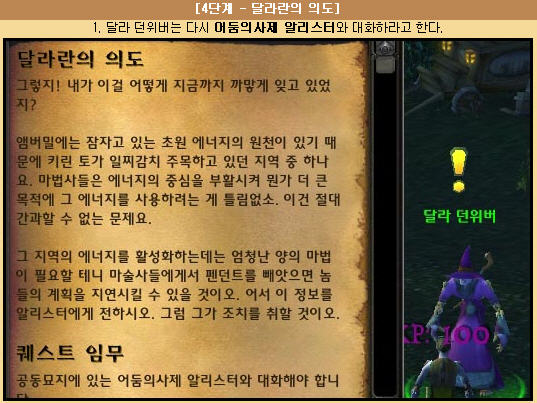 [4단계 - 달라란의 의도]
1. 달라 던위버는 다시 어둠의사제 알리스터와 대화하라고 한다.
달라란의 의도
그렇지! 내가 이걸 어떻게 지금까지 까맣게 잊고 있었
지?
앰버밀에는 잠자고 있는 초원 에너지의 원천이 있기 때
문에 키린 토가 일찌감치 주목하고 있던 지역 중 하나
요. 마법사들은 에너지의 중심을 부활시켜 뭔가 더 큰
목적에 그 에너지를 사용하려는 게 틀림없소. 이건 절대
간과할 수 없는 문제요.
그 지역의 에너지를 활성화하는데는 엄청난 양의 마법
이 필요할 테니 마술사들에게서 펜던트를 빼앗으면 놈
들의 계획을 지연시킬 수 있을 것이오. 어서 이 정보를
알리스터에게 전하시오. 그럼 그가 조치를 취할 것이오.
퀘스트 임무
공동묘지에 있는 어둠의사제 알리스터와 대화해야 합니
달라 던위버
XP: 100